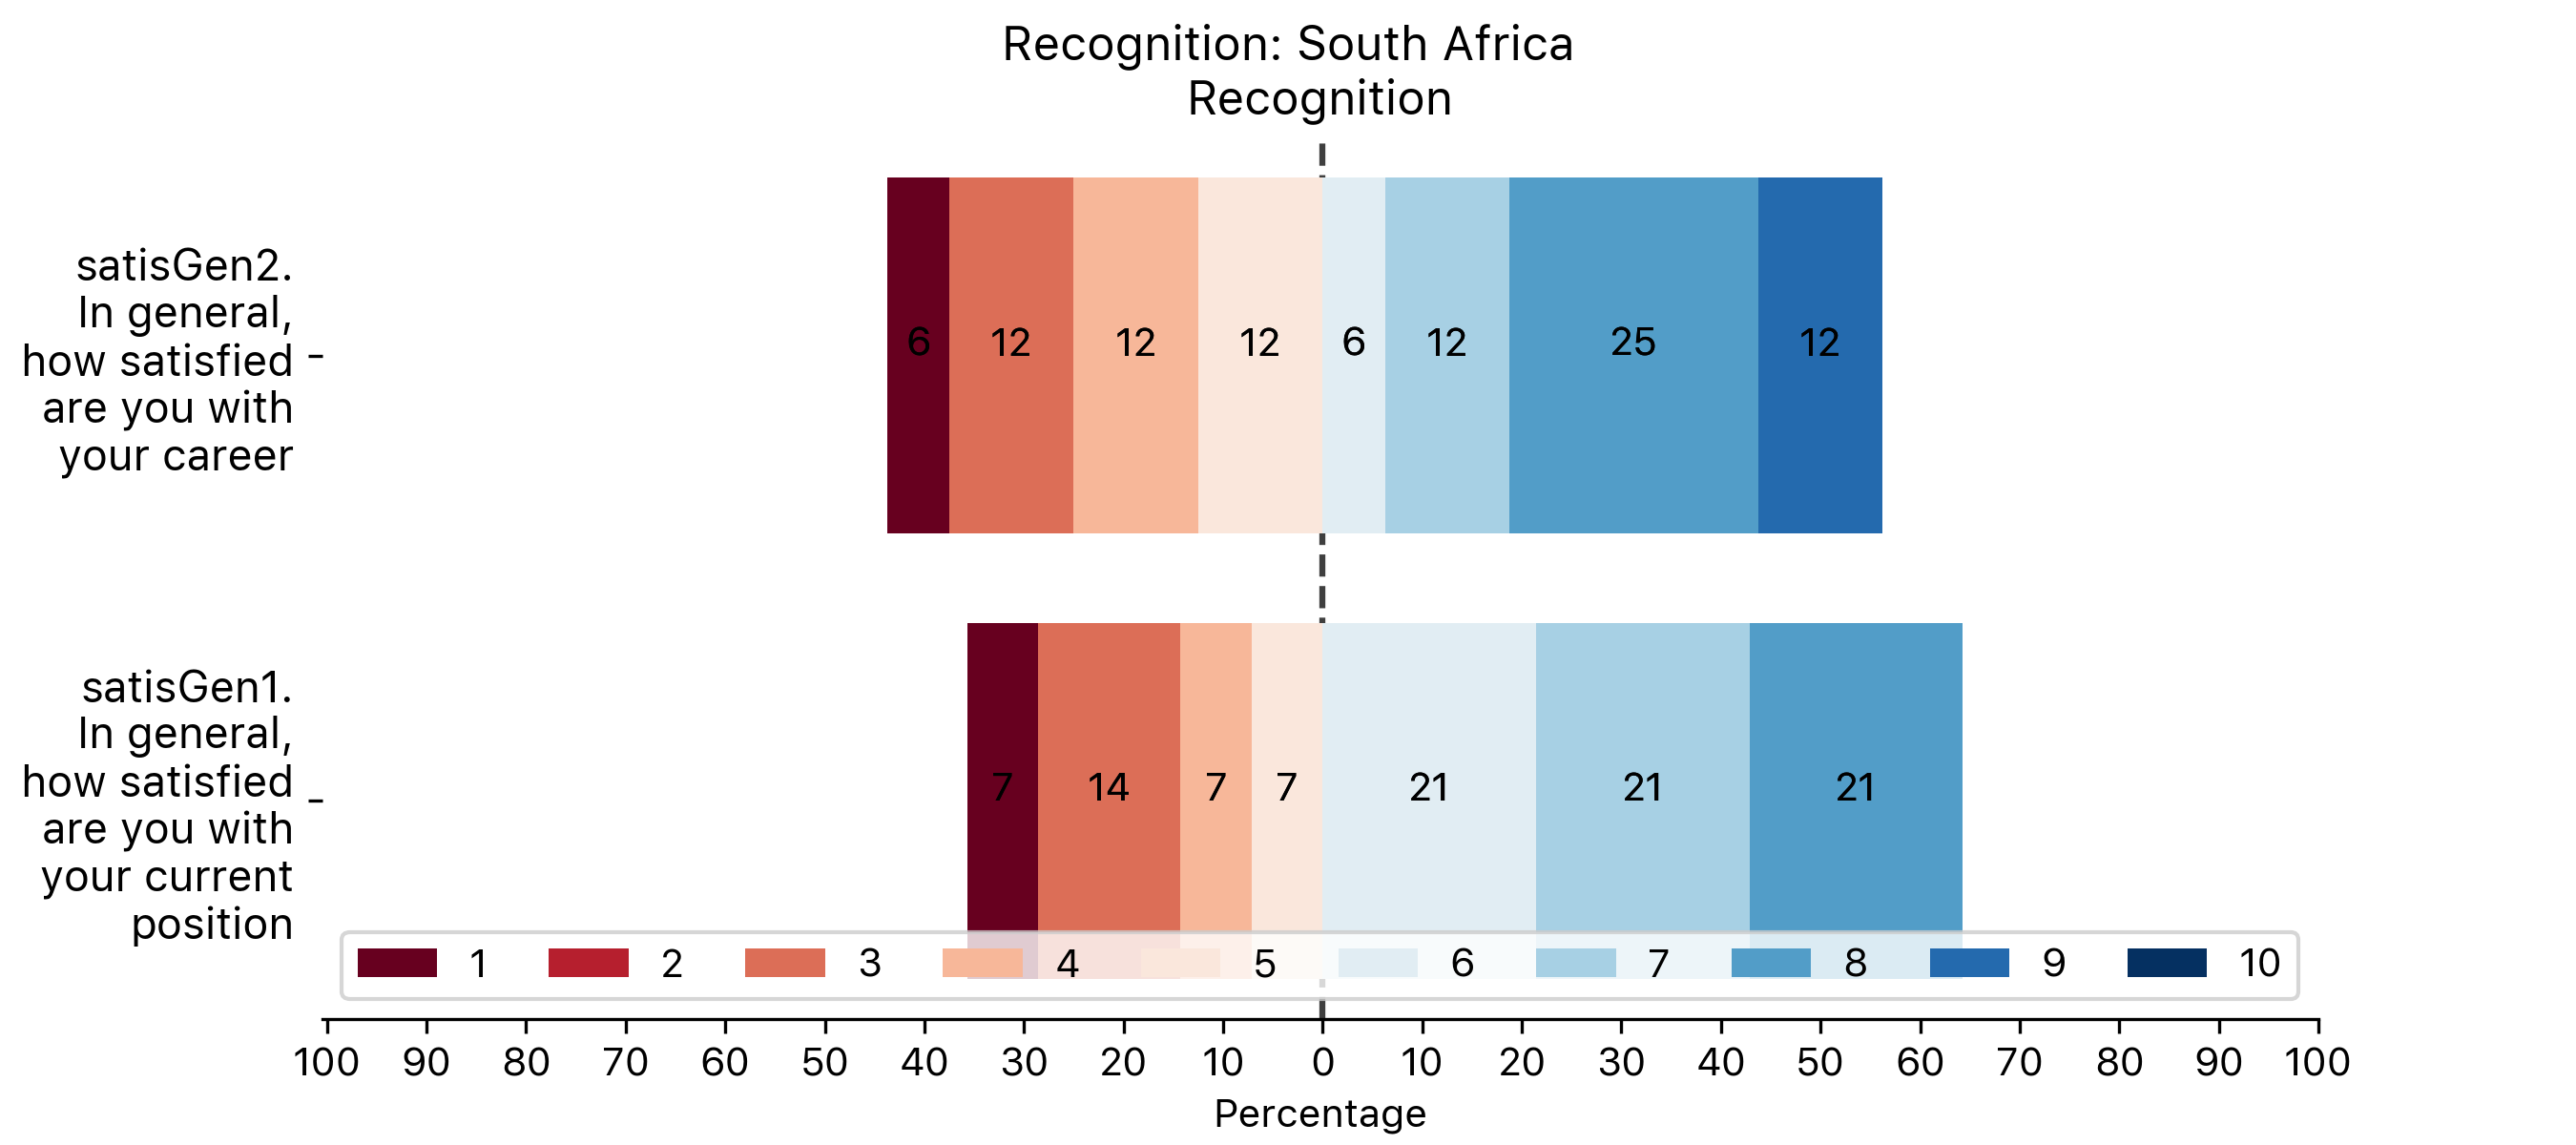 Recognition: South Africa
Recognition
satisGen2.
In general,
how satisfied
are you with
your career
6 12 12 12 6 12 25 12
satisGen1.
In general,
how satisfied
are you with
your current
position
7 14 7 7 21 21 21
1 2 3 4 5 6 7 8 9 10
100 90 80 70 60 50 40 30 20 10 0 10 20 30 40 50 60 70 80 90 100
Percentage